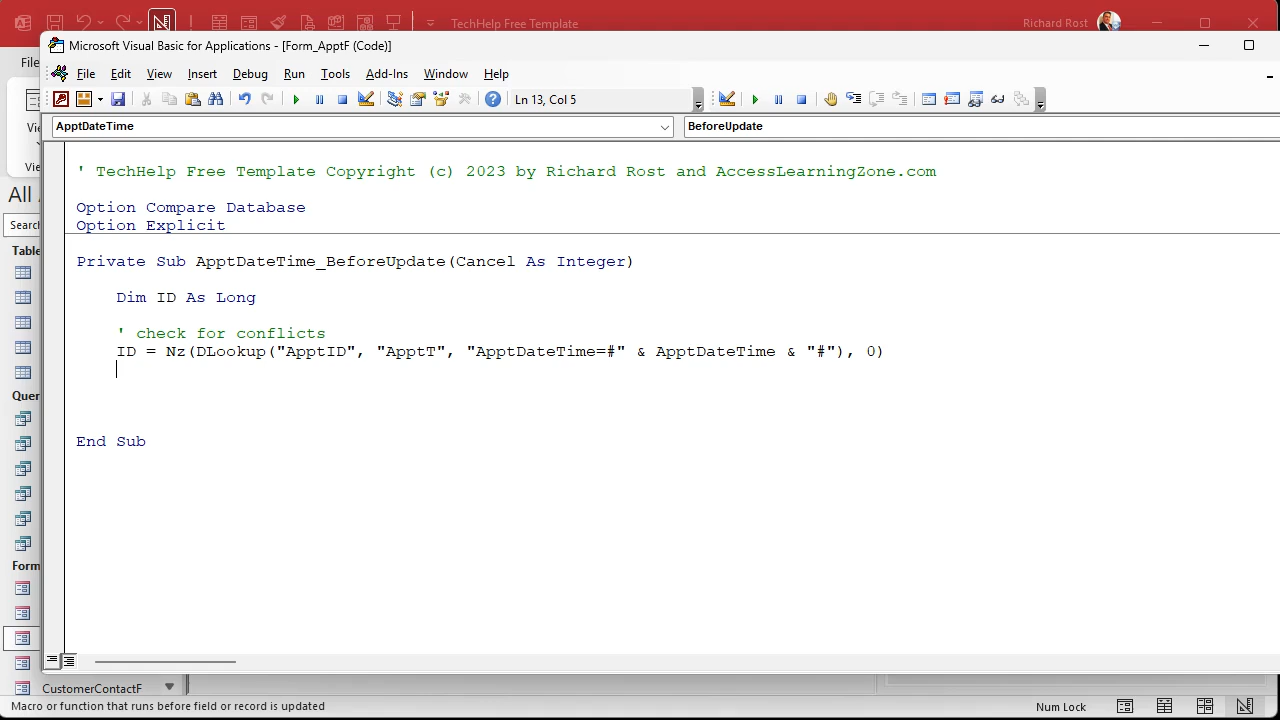 TechHelp Free Template
Richard Rost
Microsoft Visual Basic for Applications - [Form_ApptF (Code)]
File
File Edit View Insert Debug Run Tools Add-Ins Window Help
Ln 13, Col 5
ApptDateTime
BeforeUpdate
' TechHelp Free Template Copyright (c) 2023 by Richard Rost and AccessLearningZone.com
Option Compare Database
Option Explicit
Private Sub ApptDateTime_BeforeUpdate(Cancel As Integer)
Dim ID As Long
' check for conflicts
ID = Nz(DLookup("ApptID", "ApptT", "ApptDateTime=#" & ApptDateTime & "#"), 0)
End Sub
All
Searc
Table
Quer
Form
CustomerContactF
Macro or function that runs before field or record is updated
Num Lock